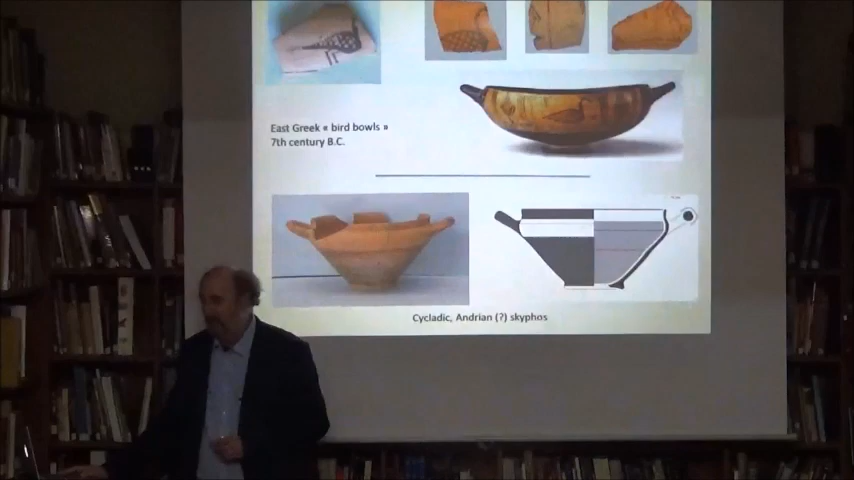 East Greek « bird bowls »
7th century B.C.
Cycladic, Andrian (?) skyphos